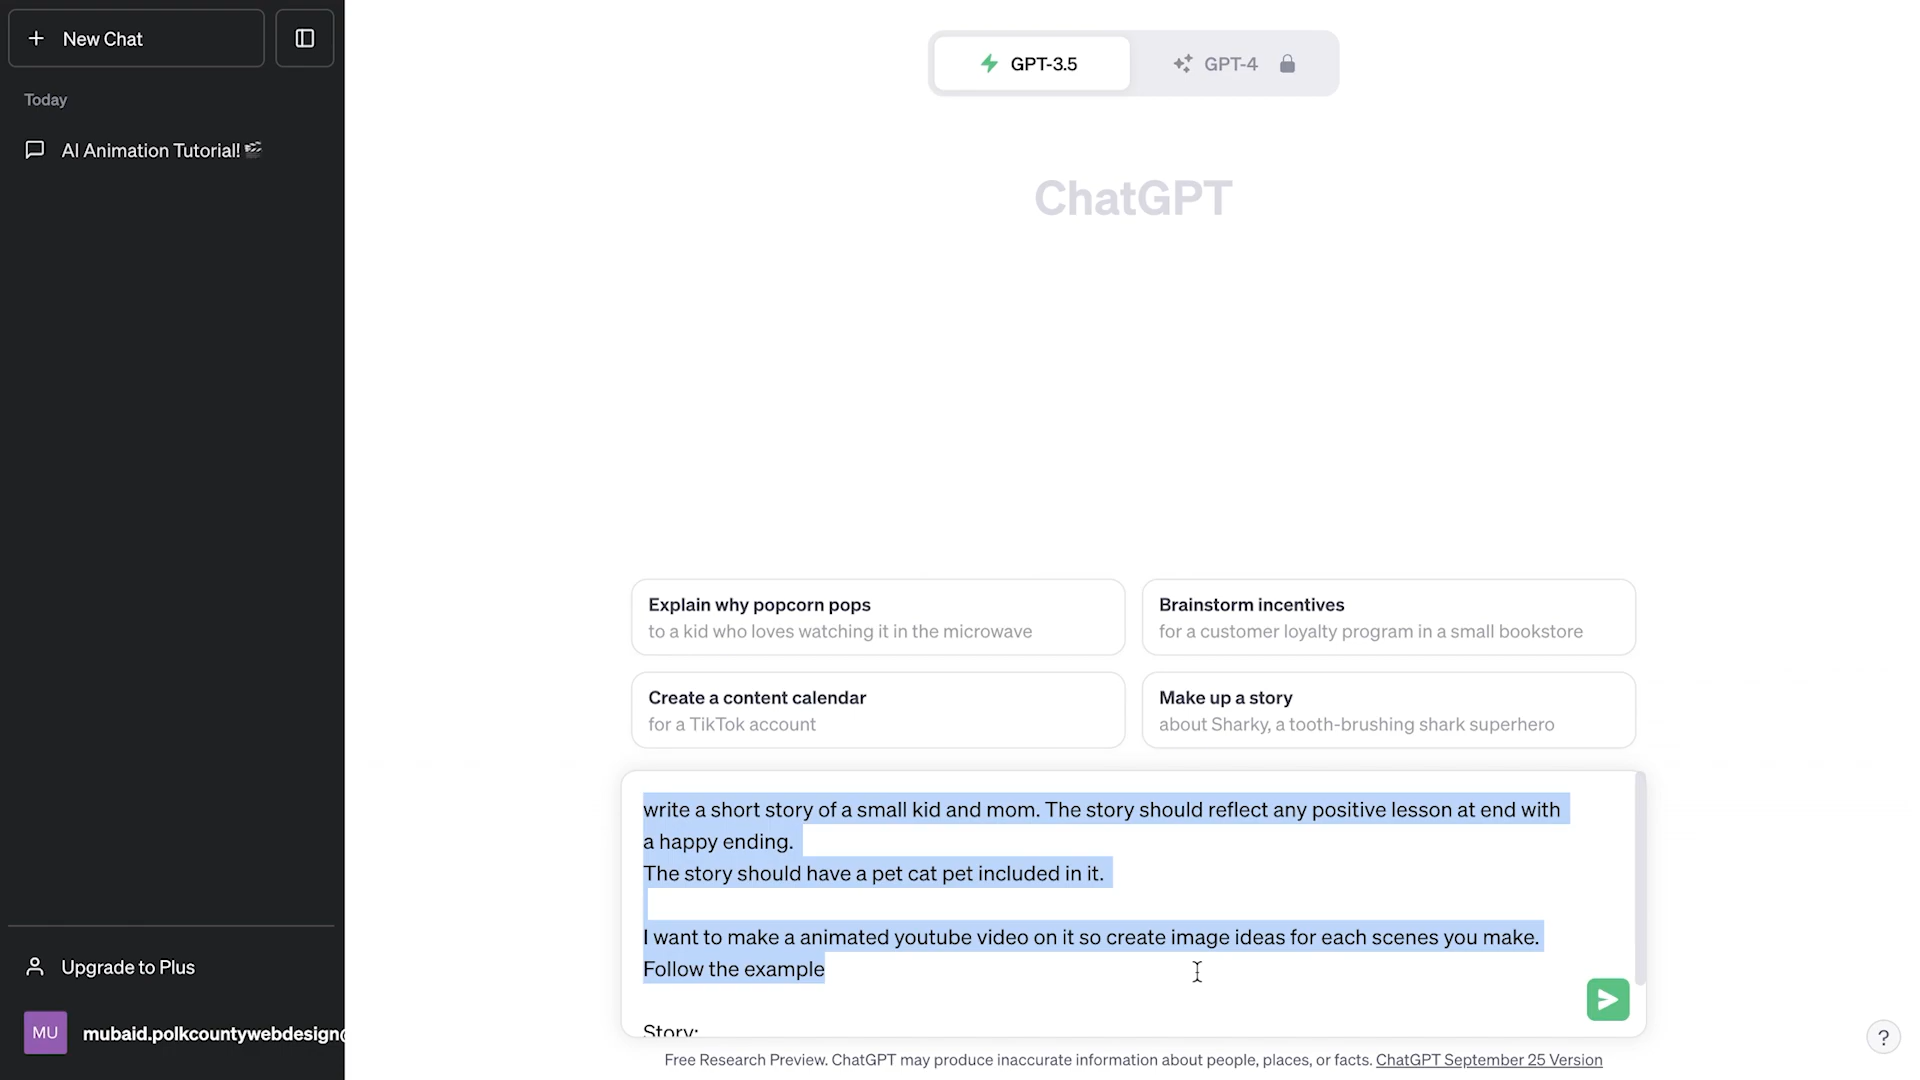 New Chat
Today
AI Animation Tutorial! 🎬
Upgrade to Plus
MU
mubaid.polkcountywebdesign@
GPT-3.5
GPT-4
ChatGPT
Explain why popcorn pops
to a kid who loves watching it in the microwave
Brainstorm incentives
for a customer loyalty program in a small bookstore
Create a content calendar
for a TikTok account
Make up a story
about Sharky, a tooth-brushing shark superhero
write a short story of a small kid and mom. The story should reflect any positive lesson at end with
a happy ending.
The story should have a pet cat pet included in it.
I want to make a animated youtube video on it so create image ideas for each scenes you make.
Follow the example
Story:
Free Research Preview. ChatGPT may produce inaccurate information about people, places, or facts. ChatGPT September 25 Version
?